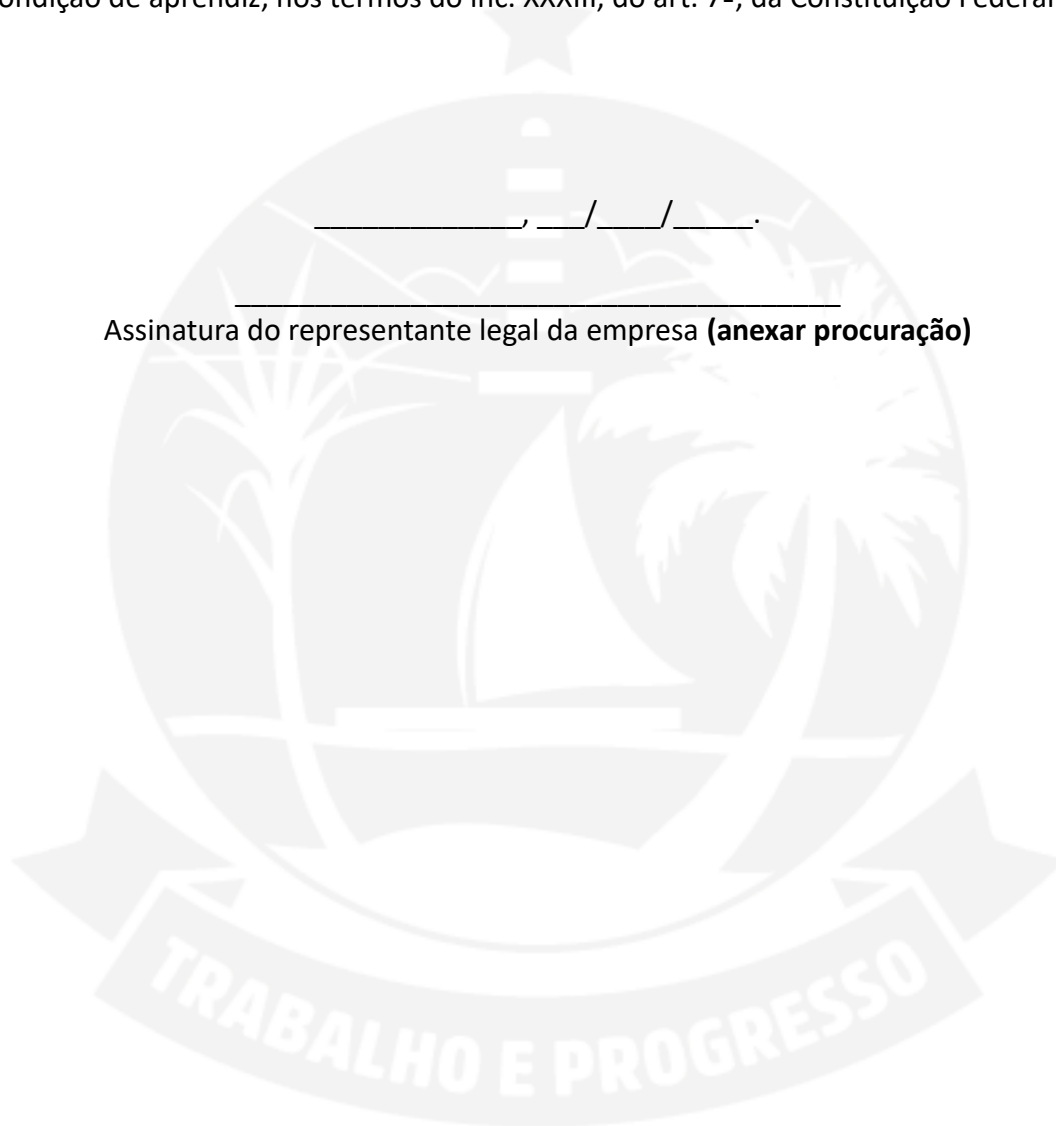 condição de aprendiz, nos termos do inc. XXXIII, do art. 7º, da Constituição Federal
_____________, ___/____/_____.
______________________________________
Assinatura do representante legal da empresa (anexar procuração)
TRABALHO E PROGRESSO